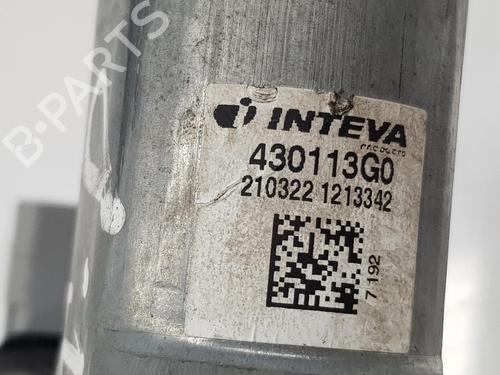 B-PARTS
INTEVA
PRODUCTS
430113G0
210322 1213342
7192